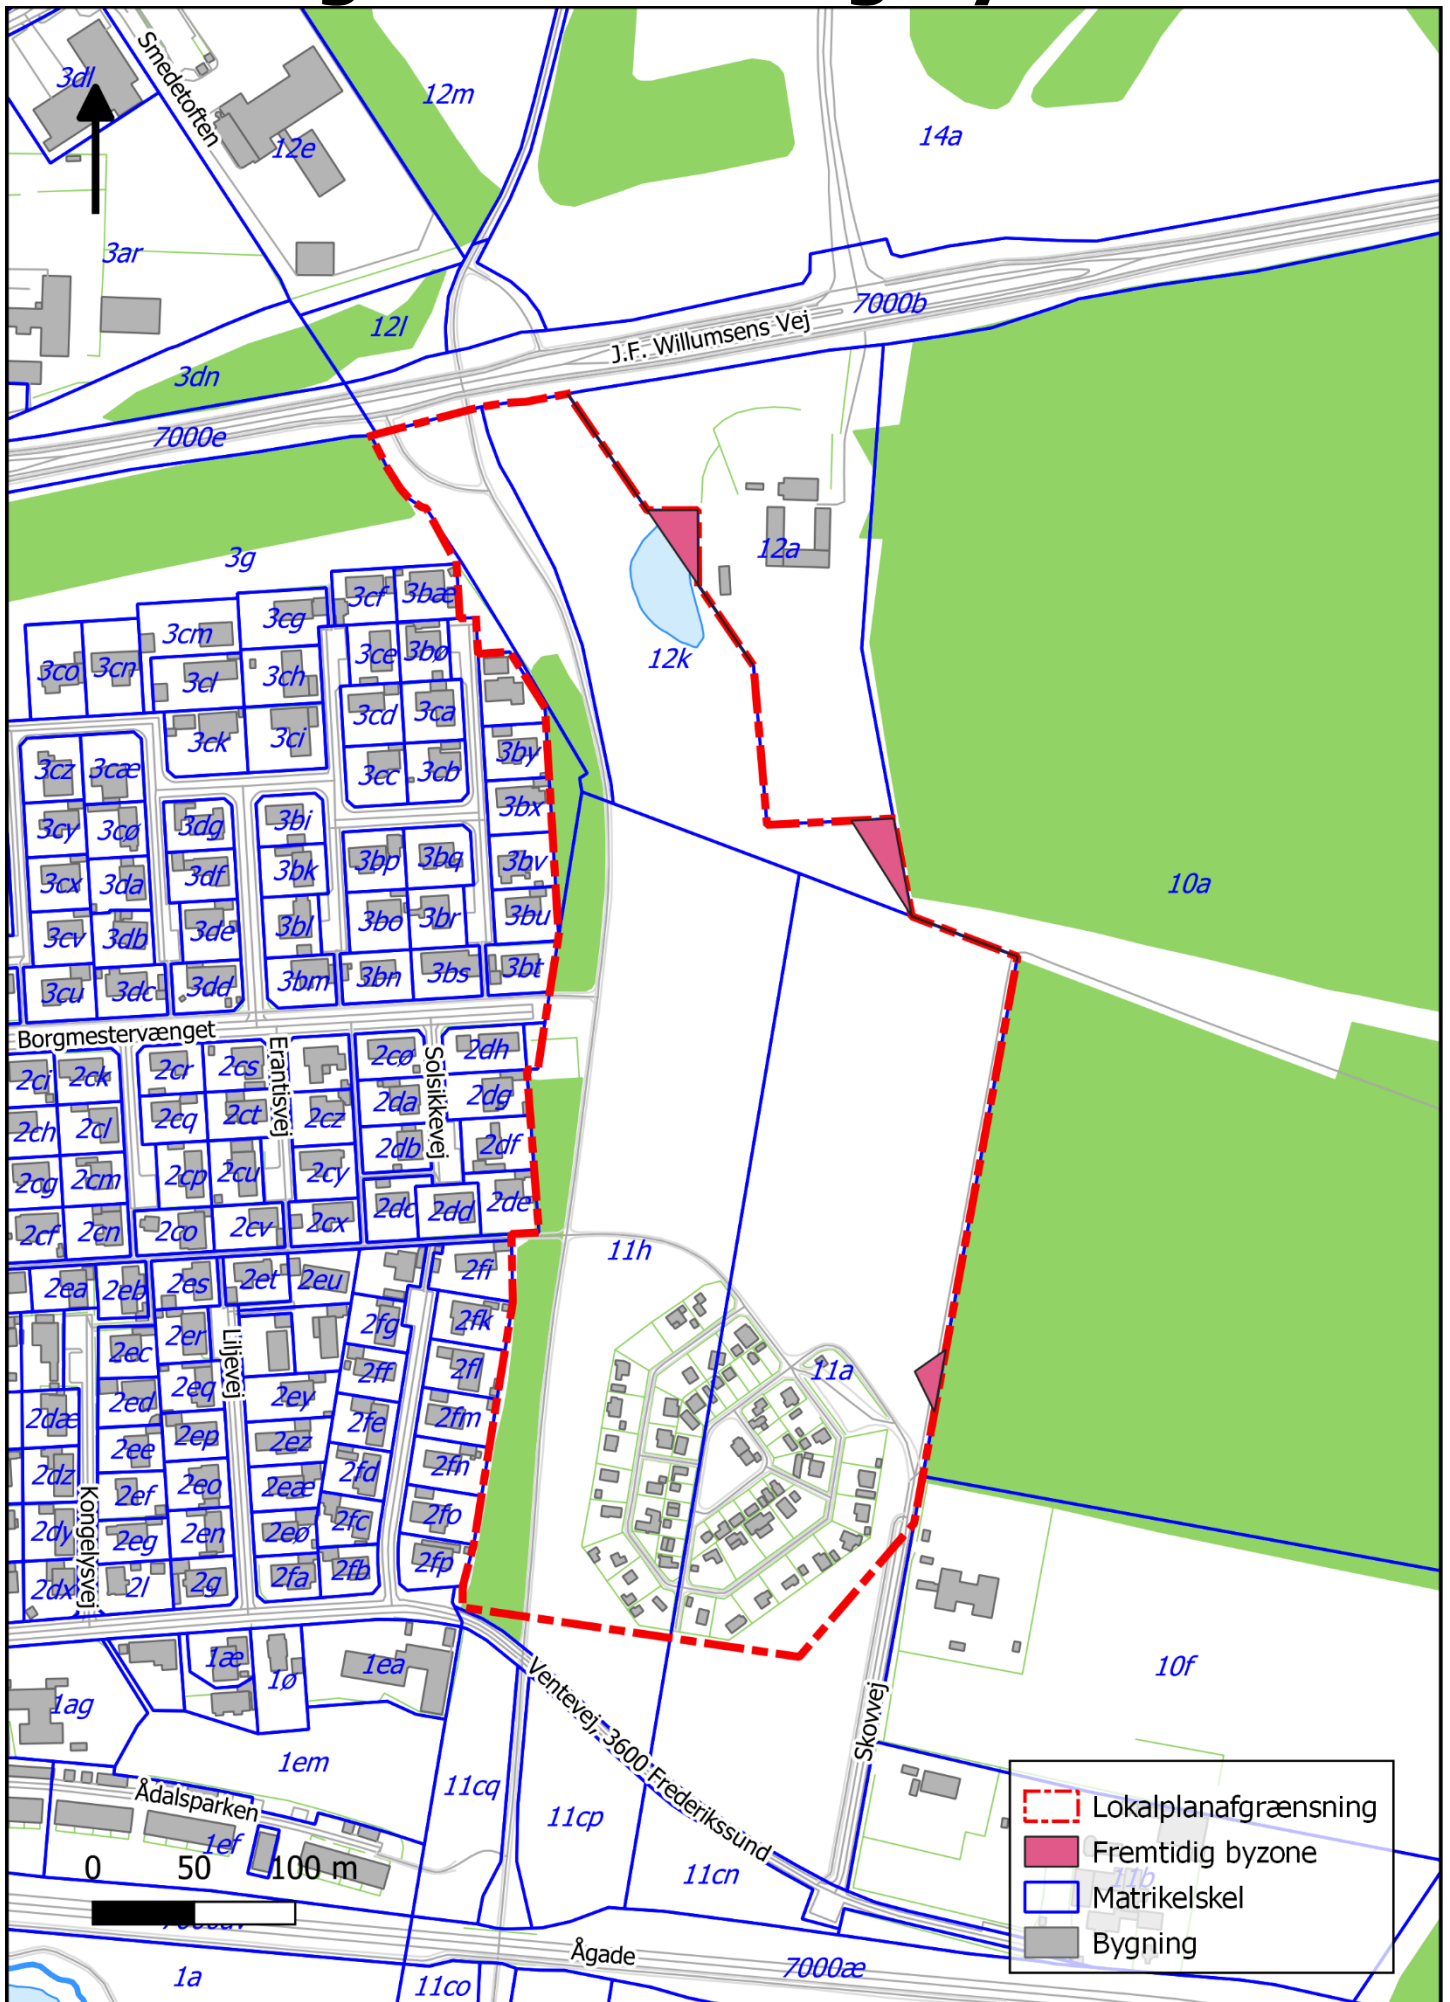 3dl
Smedetoften
12m
12e
14a
3ar
7000b
12l
J.F. Willumsens Vej
3dn
7000e
3g
12a
3cf
3bæ
3cg
3cm
3ce
3bø
12k
3co
3cn
3cl
3ch
3cd
3ca
3ck
3ci
3by
3cc
3cb
3cz
3cæ
3bx
3cy
3cø
3dg
3bi
3bp
3bq
3bv
3cx
3da
3df
3bk
10a
3bo
3br
3bu
3cv
3db
3de
3bl
3cu
3dc
3dd
3bm
3bn
3bs
3bt
Borgmestervænget
Erantisvej
Solsikkevej
2ci
2ck
2cr
2cs
2cø
2dh
2ch
2cl
2cq
2ct
2cz
2da
2dg
2db
2df
2cg
2cm
2cp
2cu
2cy
2cf
2cn
2co
2cv
2cx
2dc
2dd
2de
11h
2ea
2eb
2es
2et
2eu
2fi
2er
Liljevej
2fg
2fk
2ec
2ff
2fl
11a
2ed
2eq
2ey
2dæ
2fe
2fm
2ee
2ep
2ez
2dz
2fd
2fn
Kongelysvej
2ef
2eo
2eæ
2dy
2eg
2en
2eø
2fc
2fo
2dx
2l
2g
2fa
2fb
2fp
1æ
1ø
1ea
10f
1ag
Ventevej, 3600 Frederikssund
Skovvej
1em
11cq
11cp
Ådalsparken
1ef
11cn
11b
0 50 100 m
Lokalplanafgrænsning
Fremtidig byzone
Matrikelskel
Bygning
Ågade
7000æ
1a
11co